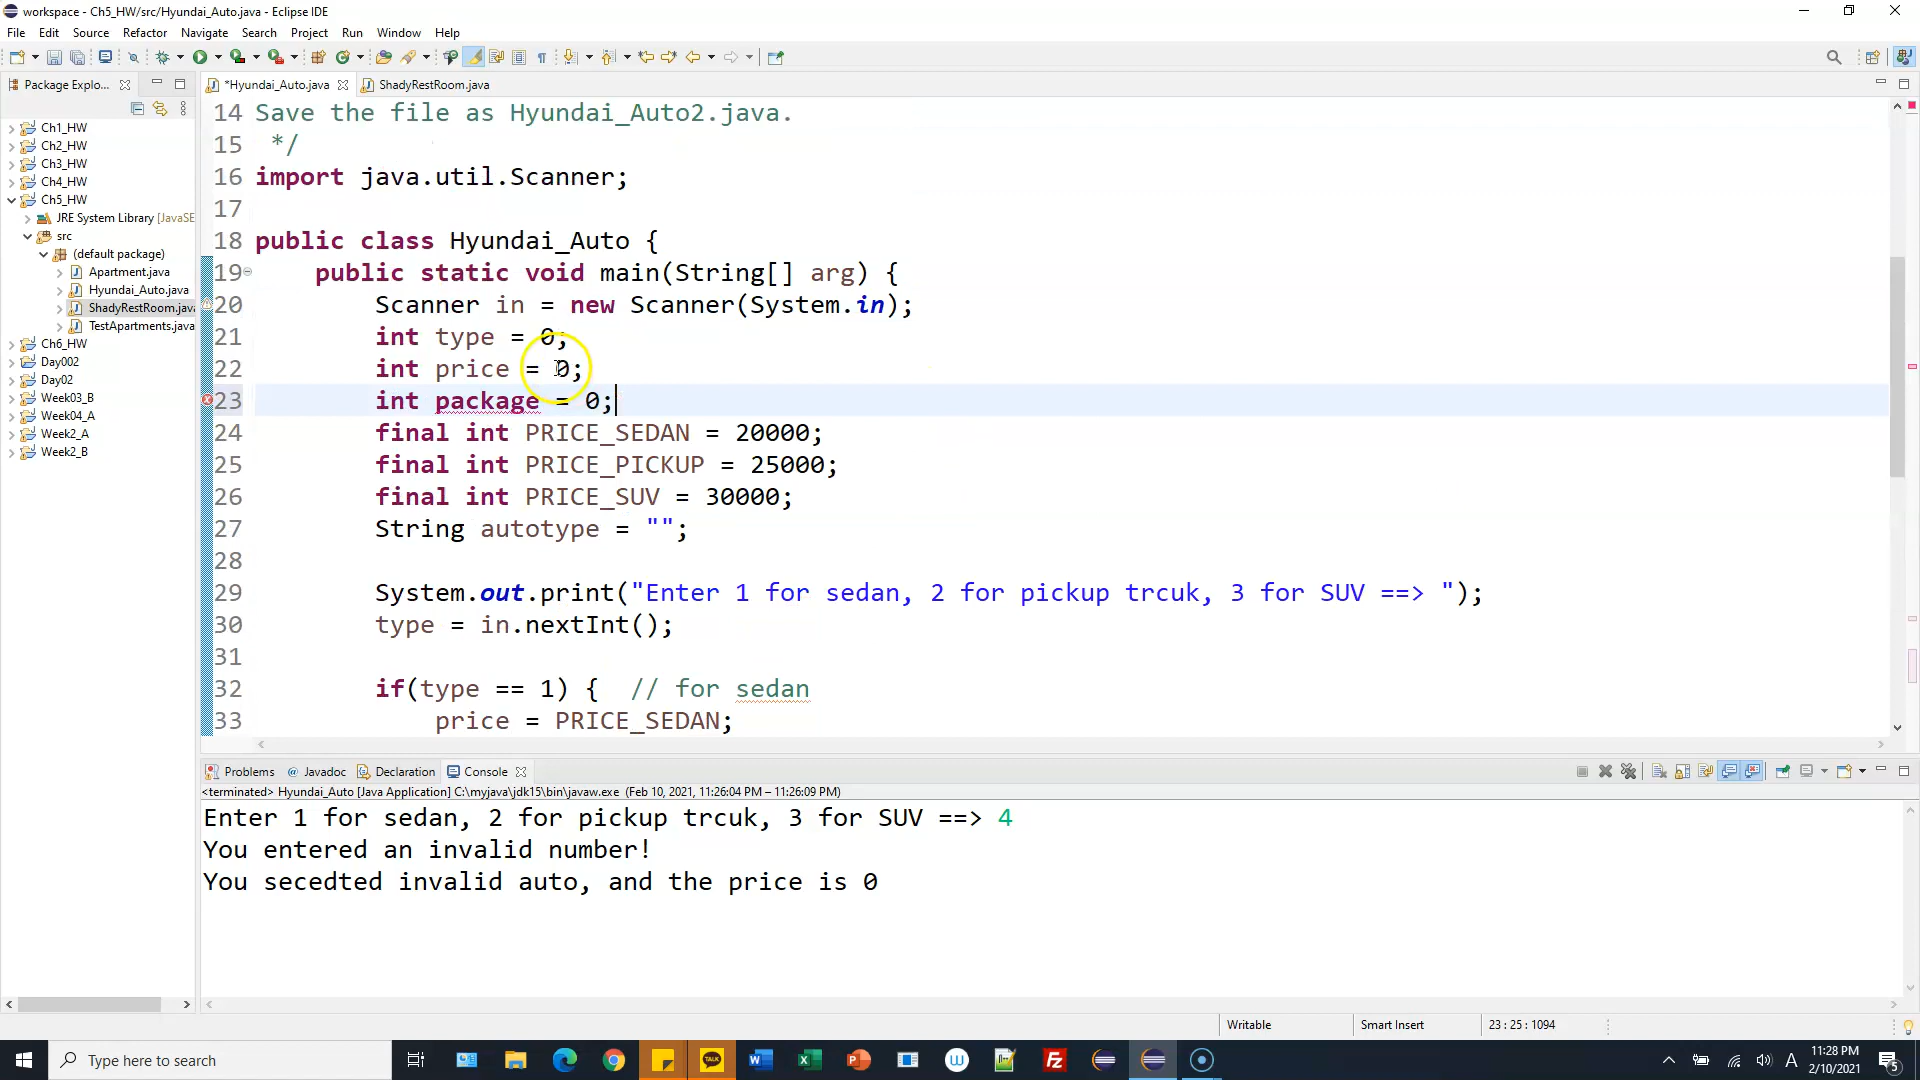 workspace - Ch5_HW/src/Hyundai_Auto.java - Eclipse IDE
File Edit Source Refactor Navigate Search Project Run Window Help
Package Explo...
*Hyundai_Auto.java
ShadyRestRoom.java
Ch1_HW
Ch2_HW
Ch3_HW
Ch4_HW
Ch5_HW
JRE System Library [JavaSE
src
(default package)
Apartment.java
Hyundai_Auto.java
ShadyRestRoom.java
TestApartments.java
Ch6_HW
Day002
Day02
Week03_B
Week04_A
Week2_A
Week2_B
14 Save the file as Hyundai_Auto2.java.
15 */
16 import java.util.Scanner;
17
18 public class Hyundai_Auto {
19 public static void main(String[] arg) {
20 Scanner in = new Scanner(System.in);
21 int type = 0;
22 int price = 0;
23 int package = 0;
24 final int PRICE_SEDAN = 20000;
25 final int PRICE_PICKUP = 25000;
26 final int PRICE_SUV = 30000;
27 String autotype = "";
28
29 System.out.print("Enter 1 for sedan, 2 for pickup trcuk, 3 for SUV ==> ");
30 type = in.nextInt();
31
32 if(type == 1) { // for sedan
33 price = PRICE_SEDAN;
Problems @ Javadoc Declaration Console
<terminated> Hyundai_Auto [Java Application] C:\myjava\jdk15\bin\javaw.exe (Feb 10, 2021, 11:26:04 PM – 11:26:09 PM)
Enter 1 for sedan, 2 for pickup trcuk, 3 for SUV ==> 4
You entered an invalid number!
You secedted invalid auto, and the price is 0
Writable Smart Insert 23 : 25 : 1094
Type here to search
TALK
A
11:28 PM
2/10/2021
5